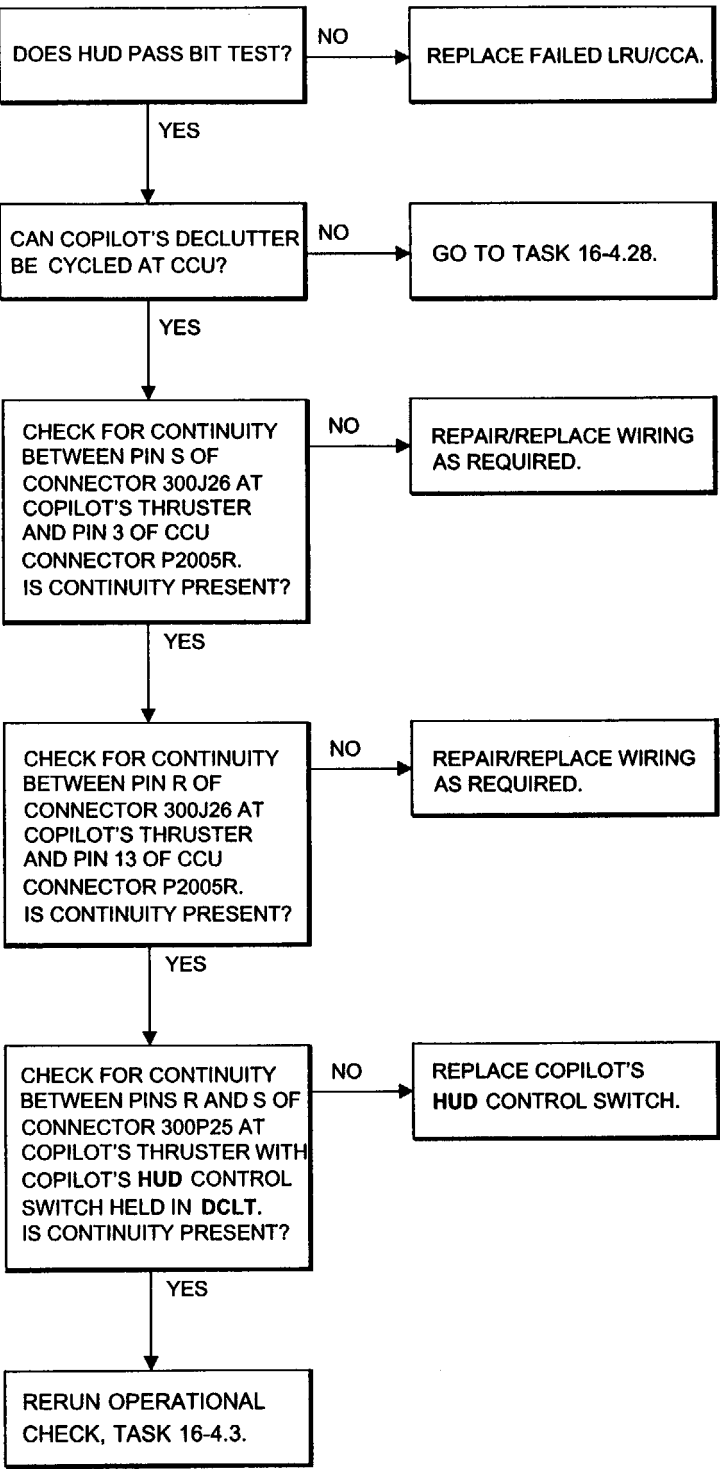 DOES HUD PASS BIT TEST?
NO
REPLACE FAILED LRU/CCA.
YES
CAN COPILOT'S DECLUTTER
BE CYCLED AT CCU?
NO
GO TO TASK 16-4.28.
YES
CHECK FOR CONTINUITY
BETWEEN PIN S OF
CONNECTOR 300J26 AT
COPILOT'S THRUSTER
AND PIN 3 OF CCU
CONNECTOR P2005R.
IS CONTINUITY PRESENT?
NO
REPAIR/REPLACE WIRING
AS REQUIRED.
YES
CHECK FOR CONTINUITY
BETWEEN PIN R OF
CONNECTOR 300J26 AT
COPILOT'S THRUSTER
AND PIN 13 OF CCU
CONNECTOR P2005R.
IS CONTINUITY PRESENT?
NO
REPAIR/REPLACE WIRING
AS REQUIRED.
YES
CHECK FOR CONTINUITY
BETWEEN PINS R AND S OF
CONNECTOR 300P25 AT
COPILOT'S THRUSTER WITH
COPILOT'S HUD CONTROL
SWITCH HELD IN DCLT.
IS CONTINUITY PRESENT?
NO
REPLACE COPILOT'S
HUD CONTROL SWITCH.
YES
RERUN OPERATIONAL
CHECK, TASK 16-4.3.